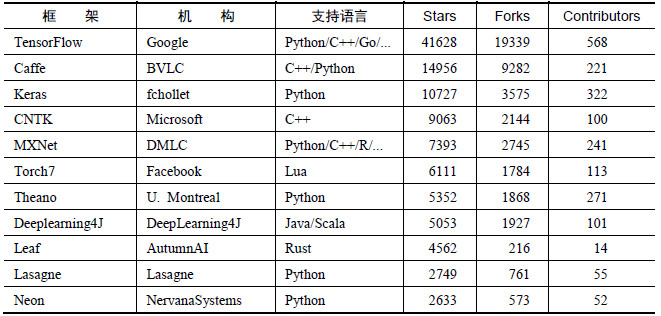 框 架 机 构 支持语言 Stars Forks Contributors
TensorFlow Google Python/C++/Go/... 41628 19339 568
Caffe BVLC C++/Python 14956 9282 221
Keras fchollet Python 10727 3575 322
CNTK Microsoft C++ 9063 2144 100
MXNet DMLC Python/C++/R/... 7393 2745 241
Torch7 Facebook Lua 6111 1784 113
Theano U. Montreal Python 5352 1868 271
Deeplearning4J DeepLearning4J Java/Scala 5053 1927 101
Leaf AutumnAI Rust 4562 216 14
Lasagne Lasagne Python 2749 761 55
Neon NervanaSystems Python 2633 573 52